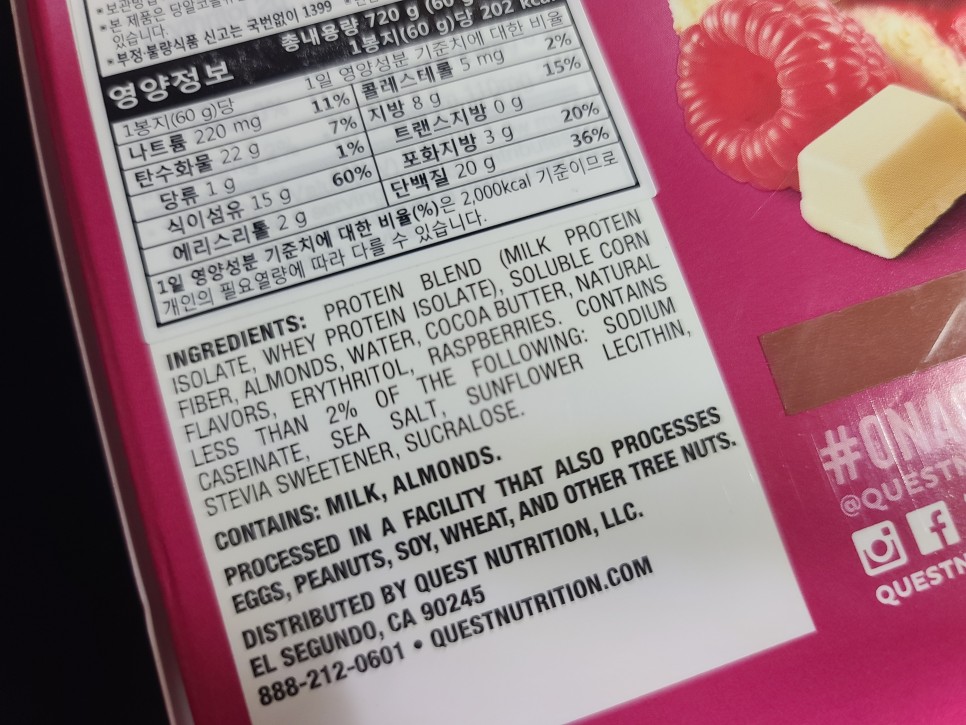 *보관방법
*본 제품은 당알코올
있습니다.
*부정·불량식품 신고는 국번없이 1399
영양정보
총내용량 720 g (60
1봉지(60 g)당 202 kcal
1봉지(60 g)당
1일 영양성분 기준치에 대한 비율
나트륨 220 mg 11%
콜레스테롤 5 mg 2%
탄수화물 22 g 7%
지방 8 g 15%
당류 1 g 1%
트랜스지방 0 g
식이섬유 15 g 60%
포화지방 3 g 20%
에리스리톨 2 g
단백질 20 g 36%
1일 영양성분 기준치에 대한 비율(%)은 2,000kcal 기준이므로
개인의 필요열량에 따라 다를 수 있습니다.
INGREDIENTS: PROTEIN BLEND (MILK PROTEIN
ISOLATE, WHEY PROTEIN ISOLATE), SOLUBLE CORN
FIBER, ALMONDS, WATER, COCOA BUTTER, NATURAL
FLAVORS, ERYTHRITOL, RASPBERRIES. CONTAINS
LESS THAN 2% OF THE FOLLOWING: SODIUM
CASEINATE, SEA SALT, SUNFLOWER LECITHIN,
STEVIA SWEETENER, SUCRALOSE.
CONTAINS: MILK, ALMONDS.
PROCESSED IN A FACILITY THAT ALSO PROCESSES
EGGS, PEANUTS, SOY, WHEAT, AND OTHER TREE NUTS.
DISTRIBUTED BY QUEST NUTRITION, LLC.
EL SEGUNDO, CA 90245
888-212-0601 • QUESTNUTRITION.COM
#ONA
@QUESTN
QUESTN